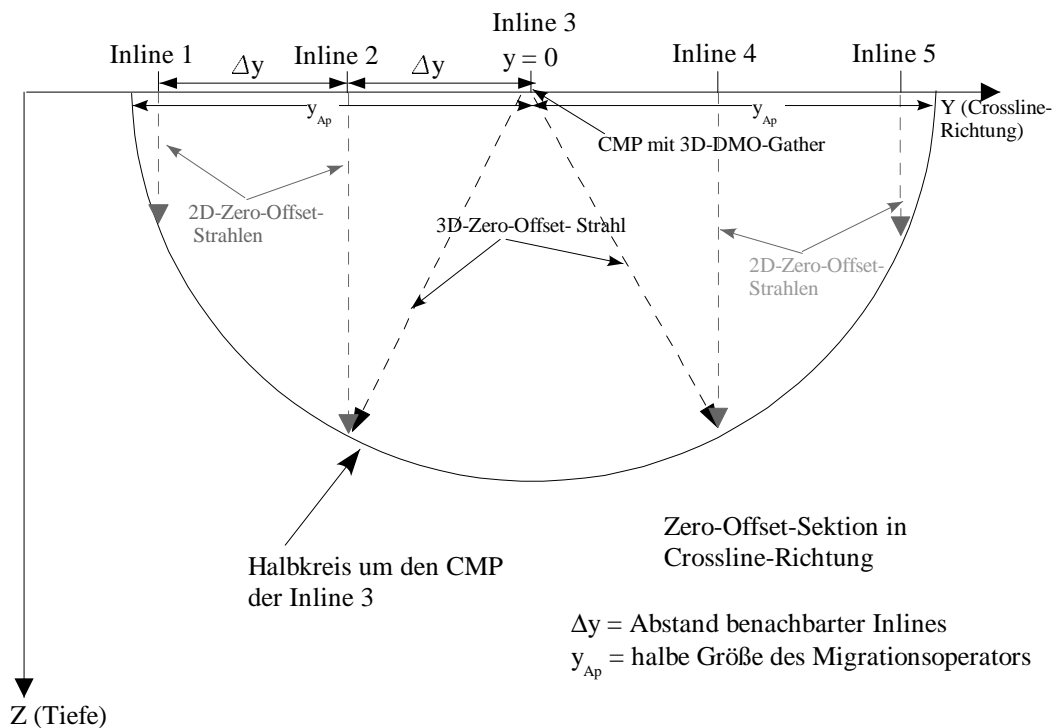 Inline 3
Inline 1
Inline 2
y = 0
Inline 4
Inline 5
Δy
Δy
y_Ap
y_Ap
Y (Crossline-
Richtung)
CMP mit 3D-DMO-Gather
2D-Zero-Offset-
Strahlen
3D-Zero-Offset- Strahl
2D-Zero-Offset-
Strahlen
Halbkreis um den CMP
der Inline 3
Zero-Offset-Sektion in
Crossline-Richtung
Δy = Abstand benachbarter Inlines
y_Ap = halbe Größe des Migrationsoperators
Z (Tiefe)